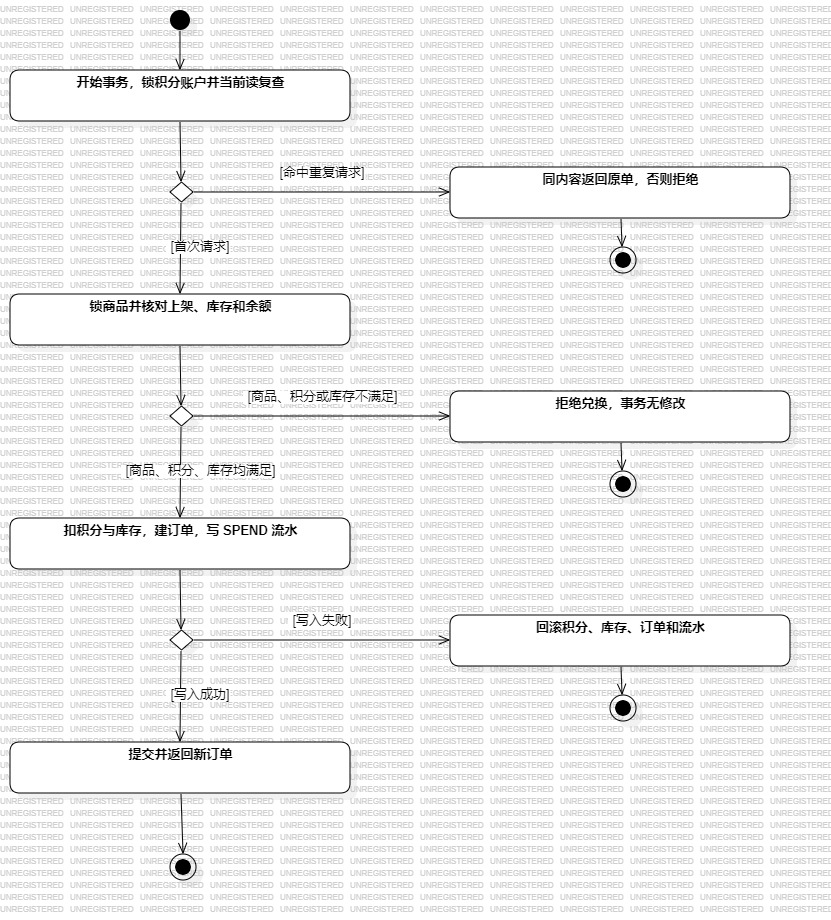 开始事务，锁积分账户并当前读复查
[命中重复请求]
同内容返回原单，否则拒绝
[首次请求]
锁商品并核对上架、库存和余额
[商品、积分或库存不满足]
拒绝兑换，事务无修改
[商品、积分、库存均满足]
扣积分与库存，建订单，写 SPEND 流水
[写入失败]
回滚积分、库存、订单和流水
[写入成功]
提交并返回新订单
UNREGISTERED